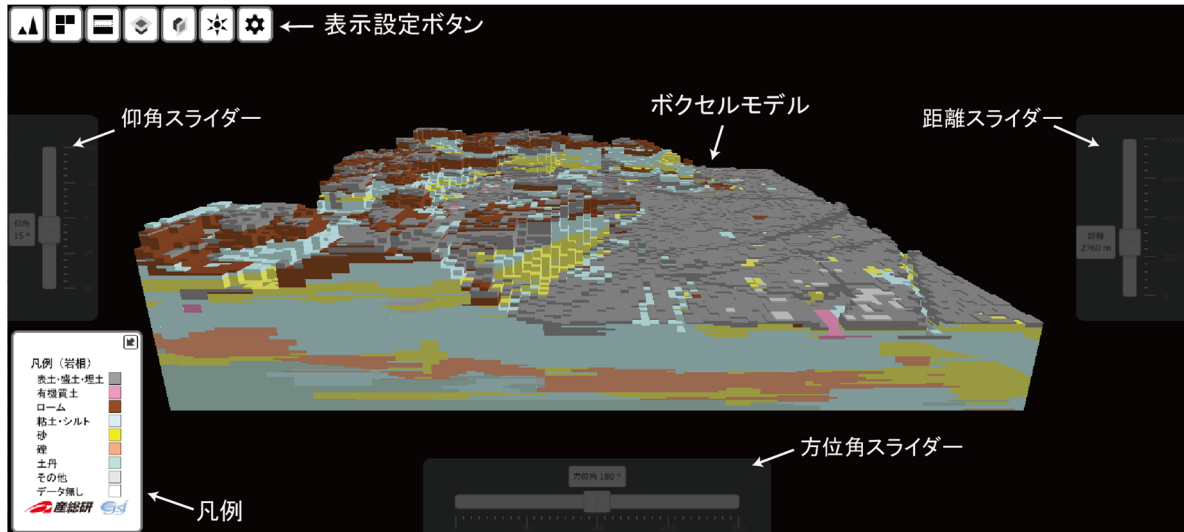 表示設定ボタン
仰角スライダー
ボクセルモデル
距離スライダー
仰角
15 °
距離
2760 m
凡例（岩相）
表土・盛土・埋土
有機質土
ローム
粘土・シルト
砂
礫
土丹
その他
データ無し
産総研 GSJ
凡例
方位角スライダー
方位角 180 °